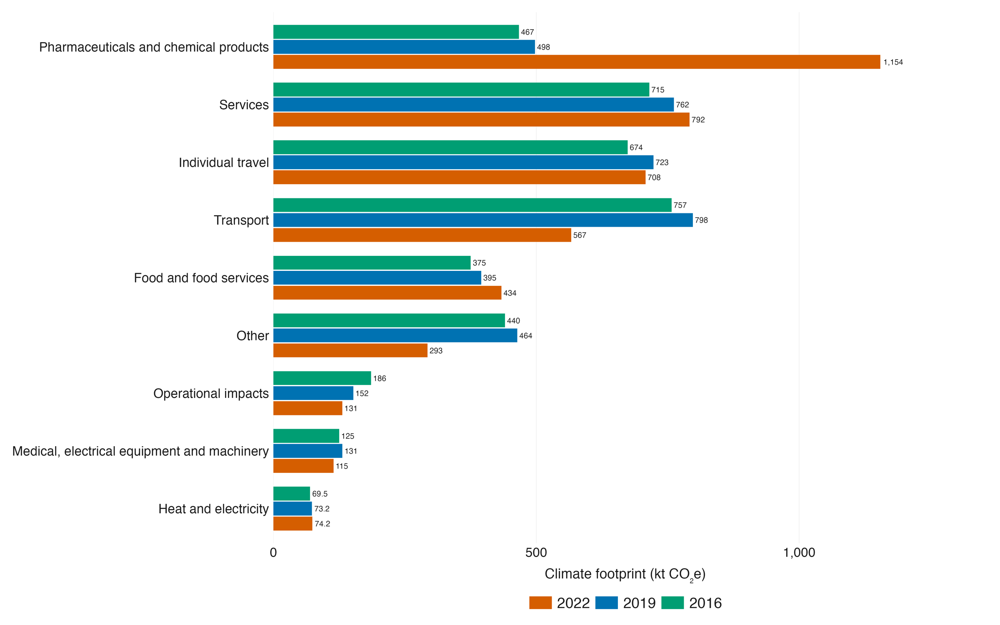 Pharmaceuticals and chemical products
467
498
1,154
Services
715
762
792
Individual travel
674
723
708
Transport
757
798
567
Food and food services
375
395
434
Other
440
464
293
Operational impacts
186
152
131
Medical, electrical equipment and machinery
125
131
115
Heat and electricity
69.5
73.2
74.2
0 500 1,000
Climate footprint (kt CO₂e)
2022 2019 2016